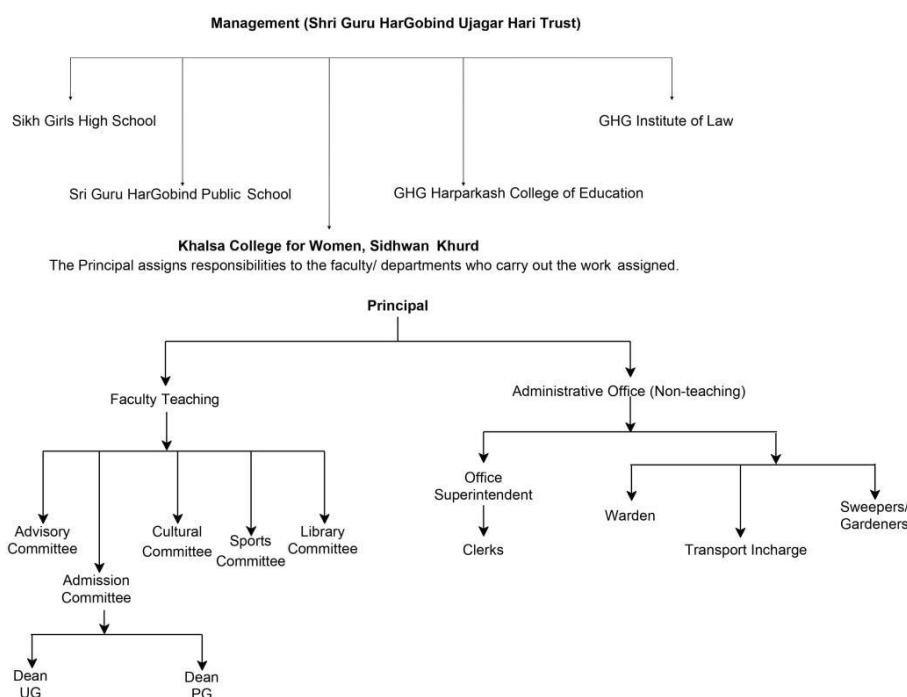 Management (Shri Guru HarGobind Ujagar Hari Trust)
Sikh Girls High School
GHG Institute of Law
Sri Guru HarGobind Public School
GHG Harparkash College of Education
Khalsa College for Women, Sidhwan Khurd
The Principal assigns responsibilities to the faculty/ departments who carry out the work assigned.
Principal
Faculty Teaching
Administrative Office (Non-teaching)
Advisory
Committee
Admission
Committee
Cultural
Committee
Sports
Committee
Library
Committee
Dean
UG
Dean
PG
Office
Superintendent
Clerks
Warden
Transport Incharge
Sweepers/
Gardeners